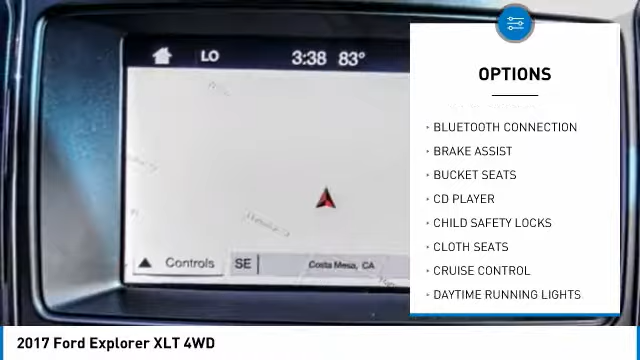 LO
3:38 83°
Controls
SE
Costa Mesa, CA
OPTIONS
BLUETOOTH CONNECTION
BRAKE ASSIST
BUCKET SEATS
CD PLAYER
CHILD SAFETY LOCKS
CLOTH SEATS
CRUISE CONTROL
DAYTIME RUNNING LIGHTS
2017 Ford Explorer XLT 4WD